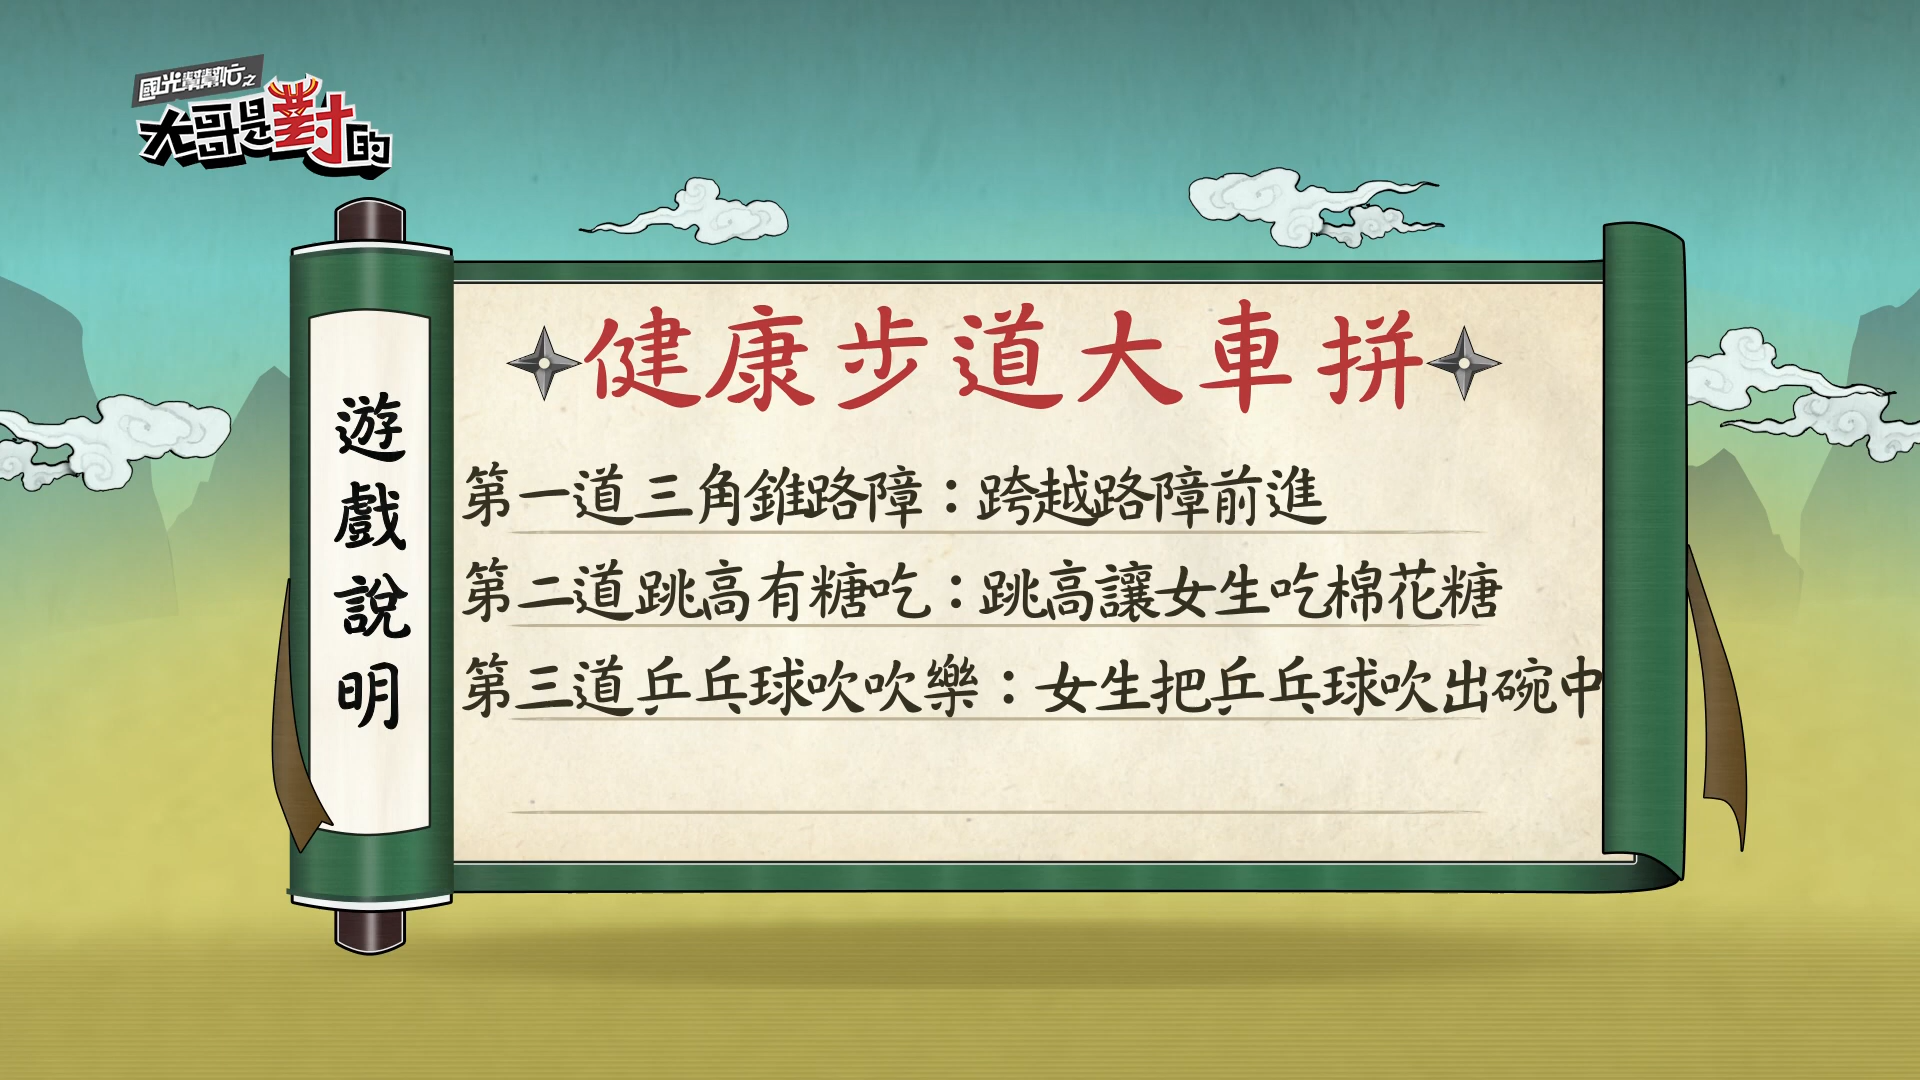 國光幫幫忙之
大哥是對的
遊戲說明
健康步道大車拼
第一道三角錐路障：跨越路障前進
第二道跳高有糖吃：跳高讓女生吃棉花糖
第三道乒乓球吹吹樂：女生把乒乓球吹出碗中